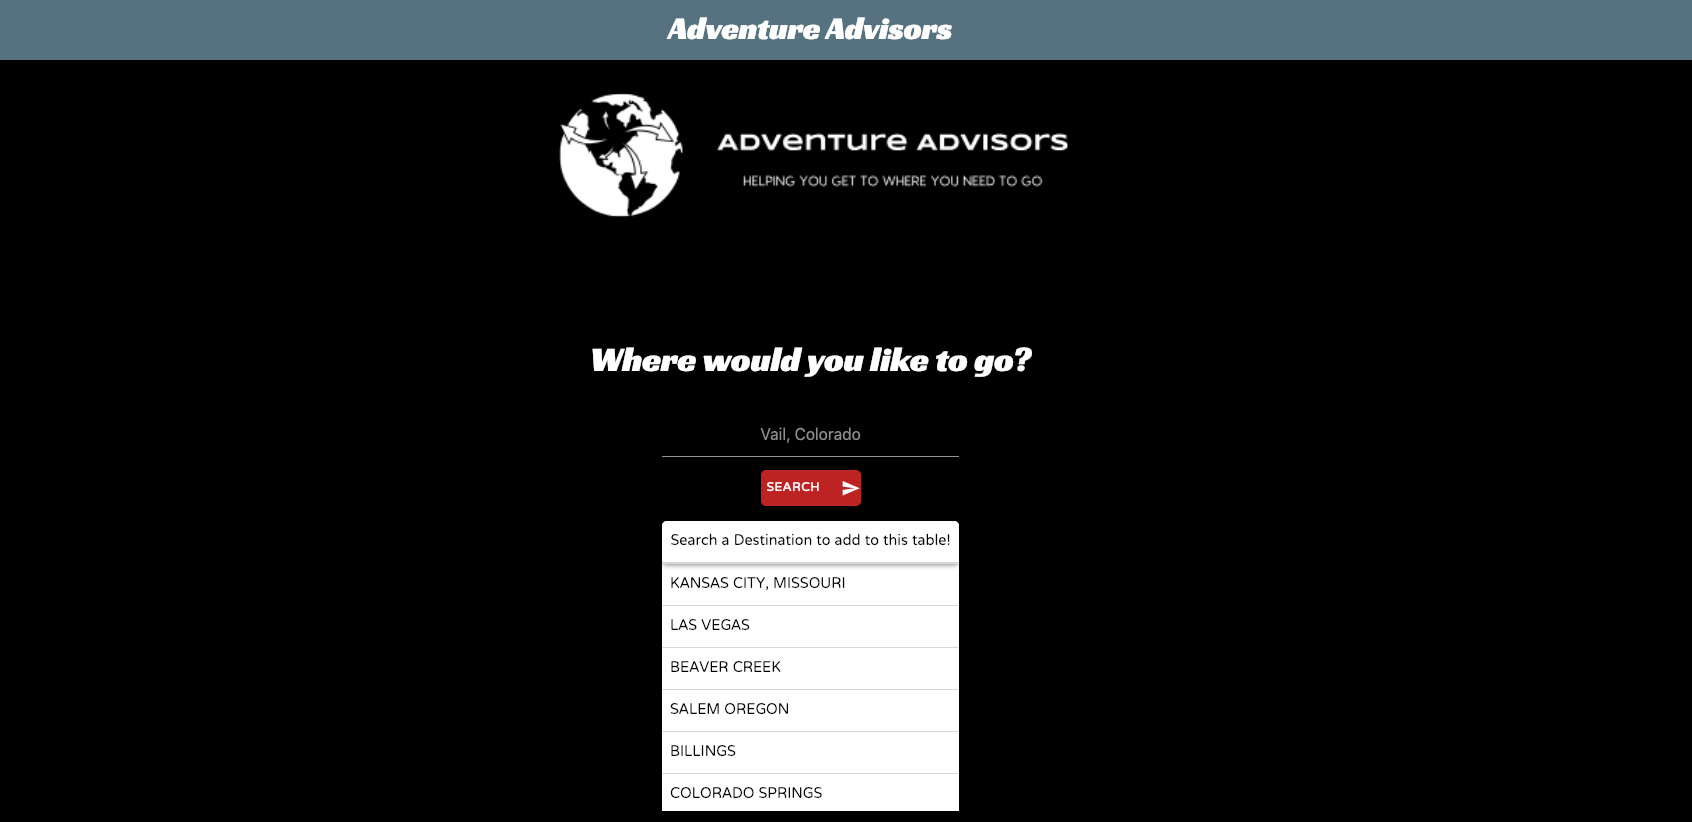 Adventure Advisors
ADVENTURE ADVISORS
HELPING YOU GET TO WHERE YOU NEED TO GO
Where would you like to go?
Vail, Colorado
SEARCH
Search a Destination to add to this table!
KANSAS CITY, MISSOURI
LAS VEGAS
BEAVER CREEK
SALEM OREGON
BILLINGS
COLORADO SPRINGS